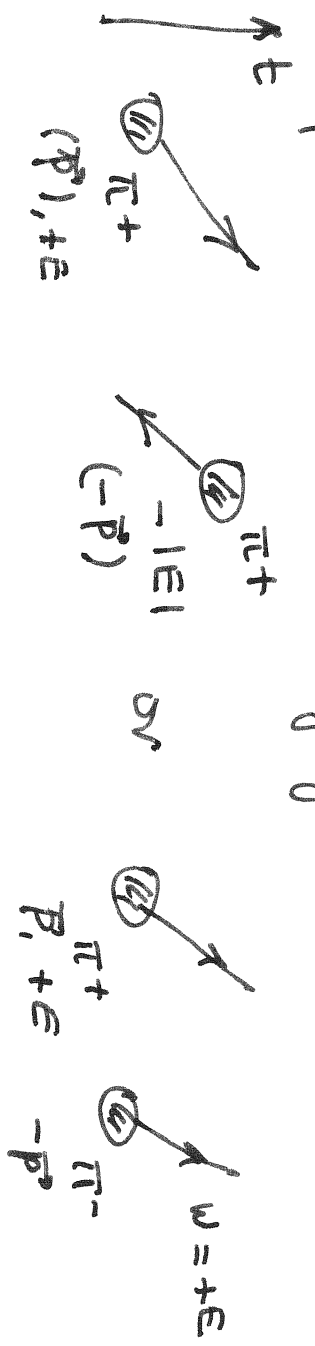 t
π+
(p⃗), +E
π+
-|E|
(-p⃗)
or
π+
p⃗, +E
ω = +E
π-
-p⃗